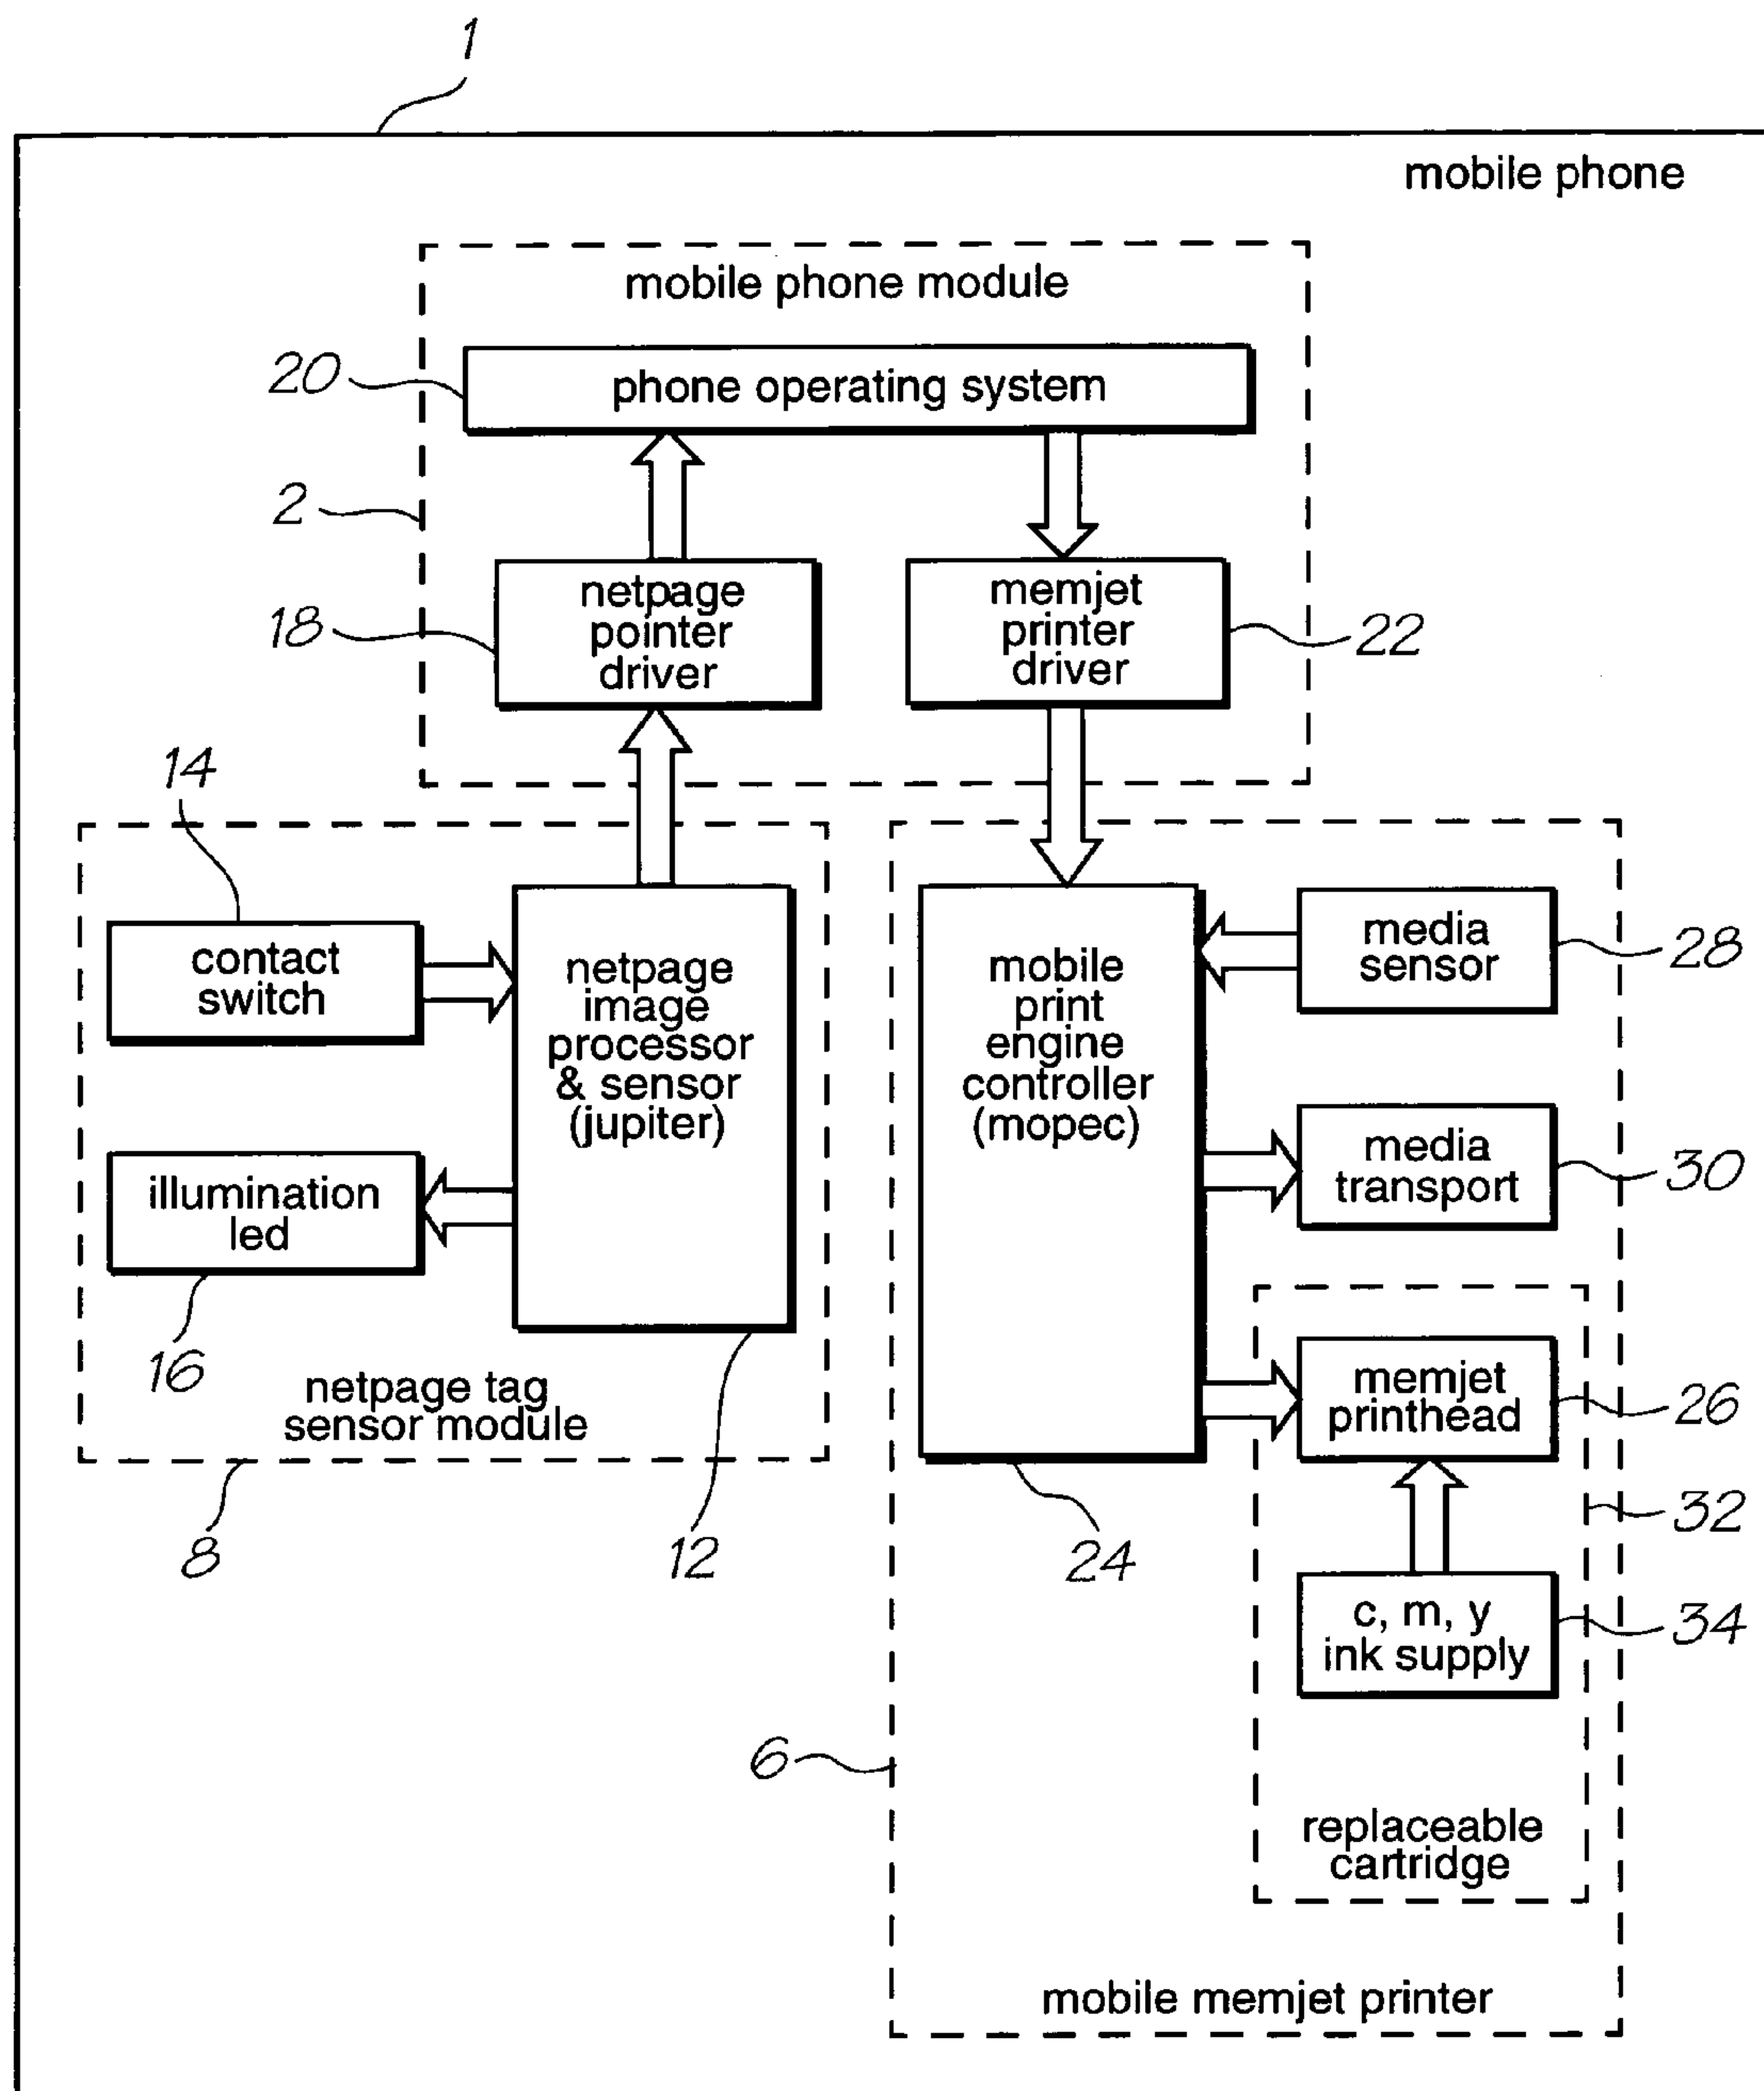 1
mobile phone
mobile phone module
20
phone operating system
2
18
netpage
pointer
driver
memjet
printer
driver
22
14
contact
switch
netpage
image
processor
& sensor
(jupiter)
illumination
led
16
netpage tag
sensor module
8
12
mobile
print
engine
controller
(mopec)
media
sensor
28
media
transport
30
memjet
printhead
26
32
24
c, m, y
ink supply
34
6
replaceable
cartridge
mobile memjet printer